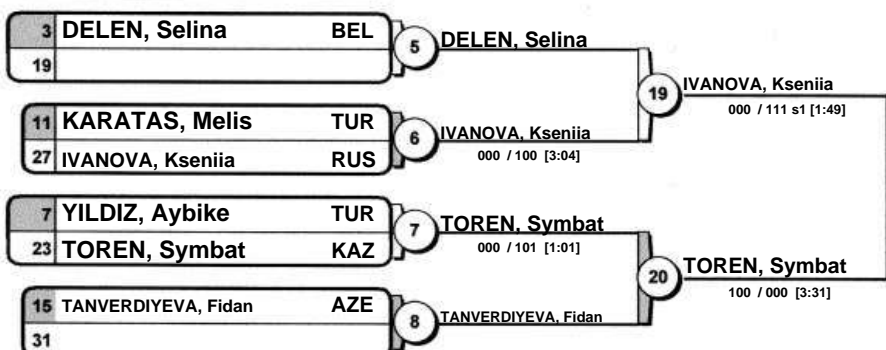 3 DELEN, Selina BEL
19
5
DELEN, Selina
11 KARATAS, Melis TUR
27 IVANOVA, Kseniia RUS
6
IVANOVA, Kseniia
000 / 100 [3:04]
19
IVANOVA, Kseniia
000 / 111 s1 [1:49]
7 YILDIZ, Aybike TUR
23 TOREN, Symbat KAZ
7
TOREN, Symbat
000 / 101 [1:01]
15 TANVERDIYEVA, Fidan AZE
31
8
TANVERDIYEVA, Fidan
20
TOREN, Symbat
100 / 000 [3:31]